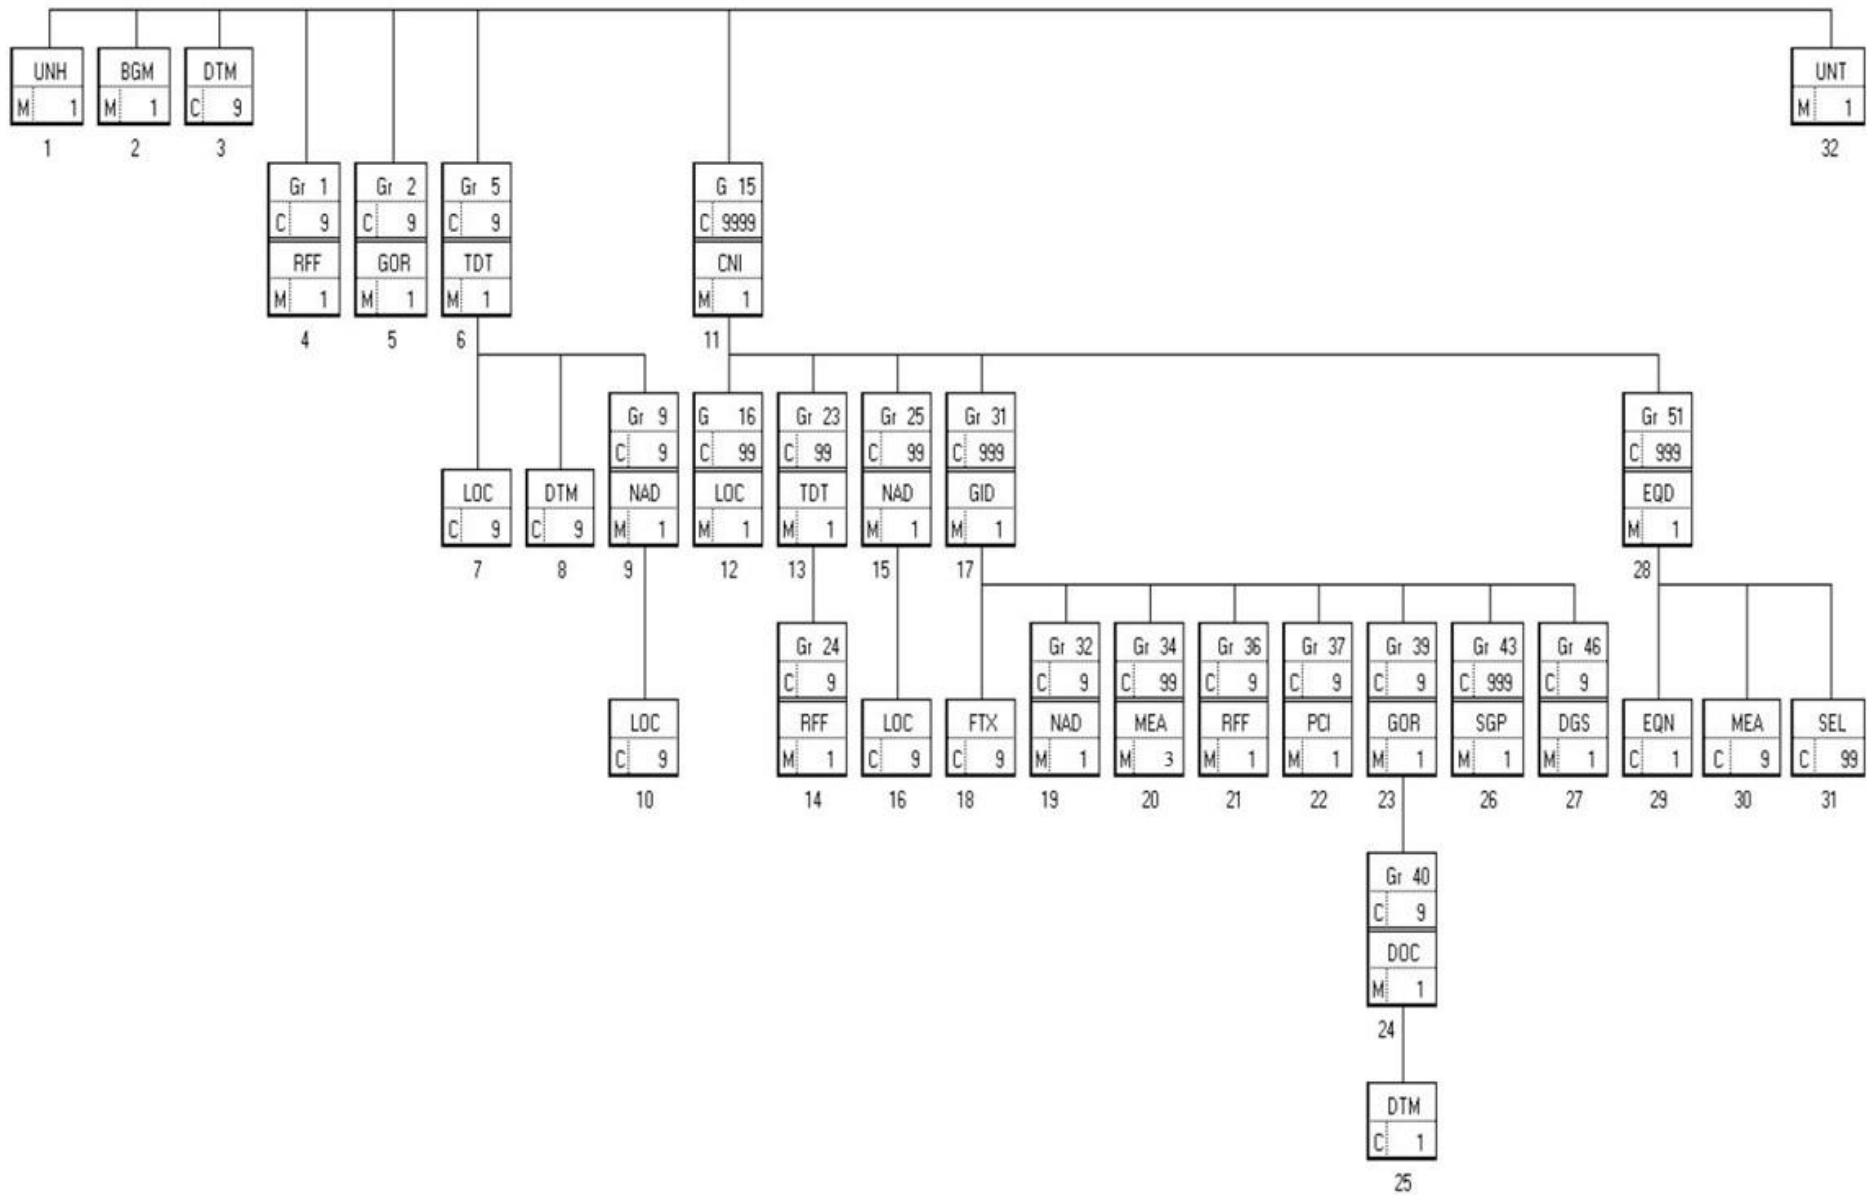 UNH BGM DTM UNT
M 1 M 1 C 9 M 1
1 2 3 32
Gr 1 Gr 2 Gr 5 G 15
C 9 C 9 C 9 C 9999
RFF GOR TDT CNI
M 1 M 1 M 1 M 1
4 5 6 11
Gr 9 G 16 Gr 23 Gr 25 Gr 31 Gr 51
C 9 C 99 C 99 C 99 C 999 C 999
LOC DTM NAD LOC TDT NAD GID EQD
C 9 C 9 M 1 M 1 M 1 M 1 M 1 M 1
7 8 9 12 13 15 17 28
Gr 24 Gr 32 Gr 34 Gr 36 Gr 37 Gr 39 Gr 43 Gr 46
C 9 C 9 C 99 C 9 C 9 C 9 C 999 C 9
LOC RFF LOC FTX NAD MEA RFF PCI GOR SGP DGS EQN MEA SEL
C 9 M 1 C 9 C 9 M 1 M 3 M 1 M 1 M 1 M 1 M 1 C 1 C 9 C 99
10 14 16 18 19 20 21 22 23 26 27 29 30 31
Gr 40
C 9
DOC
M 1
24
DTM
C 1
25